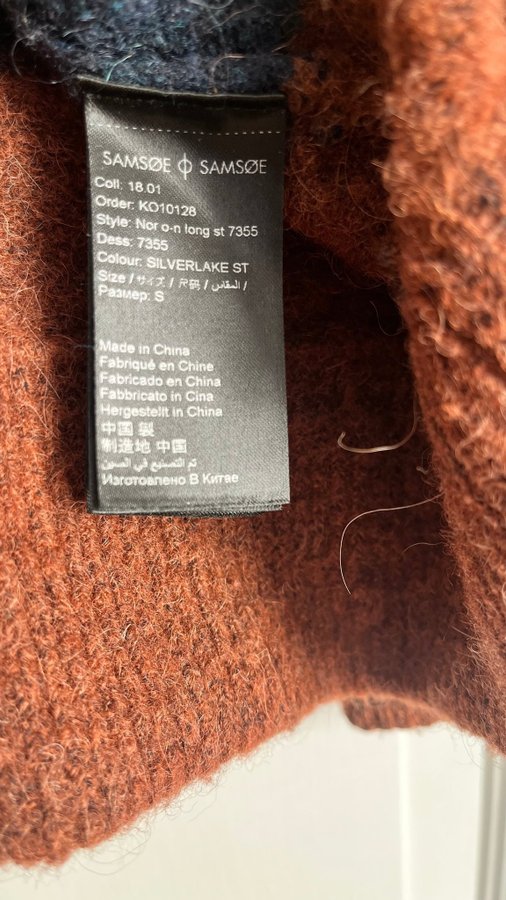 SAMSØE ϕ SAMSØE
Coll: 18.01
Order: KO10128
Style: Nor o-n long st 7355
Dess: 7355
Colour: SILVERLAKE ST
Size / サイズ / 尺码 / المقاس /
Размер: S
Made in China
Fabriqué en Chine
Fabricado en China
Fabbricato in Cina
Hergestellt in China
中国 製
制造地 中国
تم التصنيع في الصين
Изготовлено В Китае